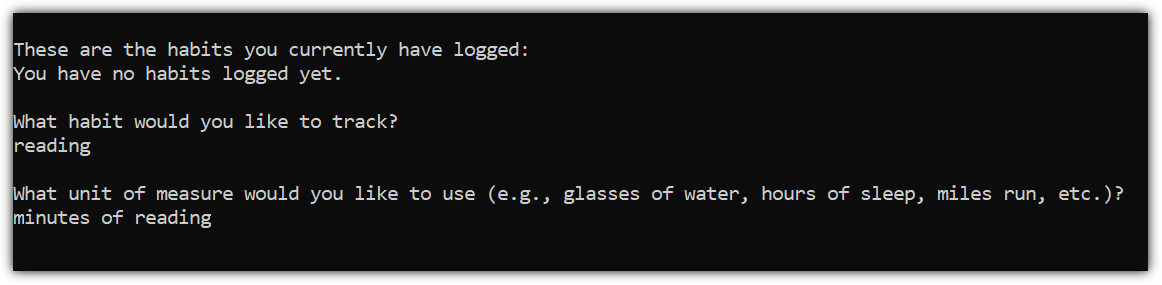 These are the habits you currently have logged:
You have no habits logged yet.
What habit would you like to track?
reading
What unit of measure would you like to use (e.g., glasses of water, hours of sleep, miles run, etc.)?
minutes of reading